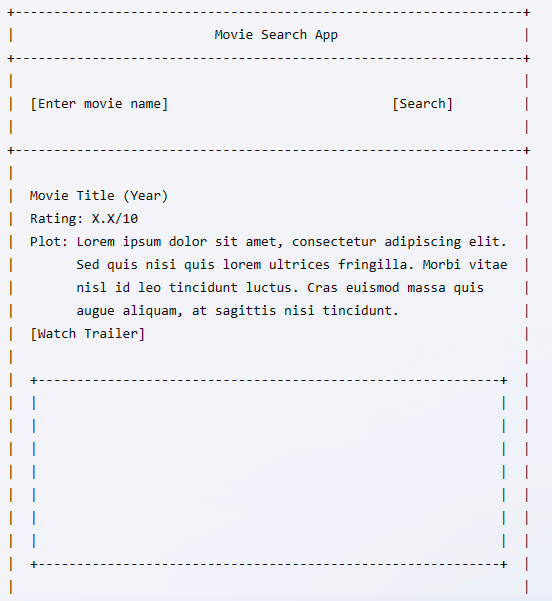 Movie Search App
[Enter movie name] [Search]
Movie Title (Year)
Rating: X.X/10
Plot: Lorem ipsum dolor sit amet, consectetur adipiscing elit.
Sed quis nisi quis lorem ultrices fringilla. Morbi vitae
nisl id leo tincidunt luctus. Cras euismod massa quis
augue aliquam, at sagittis nisi tincidunt.
[Watch Trailer]